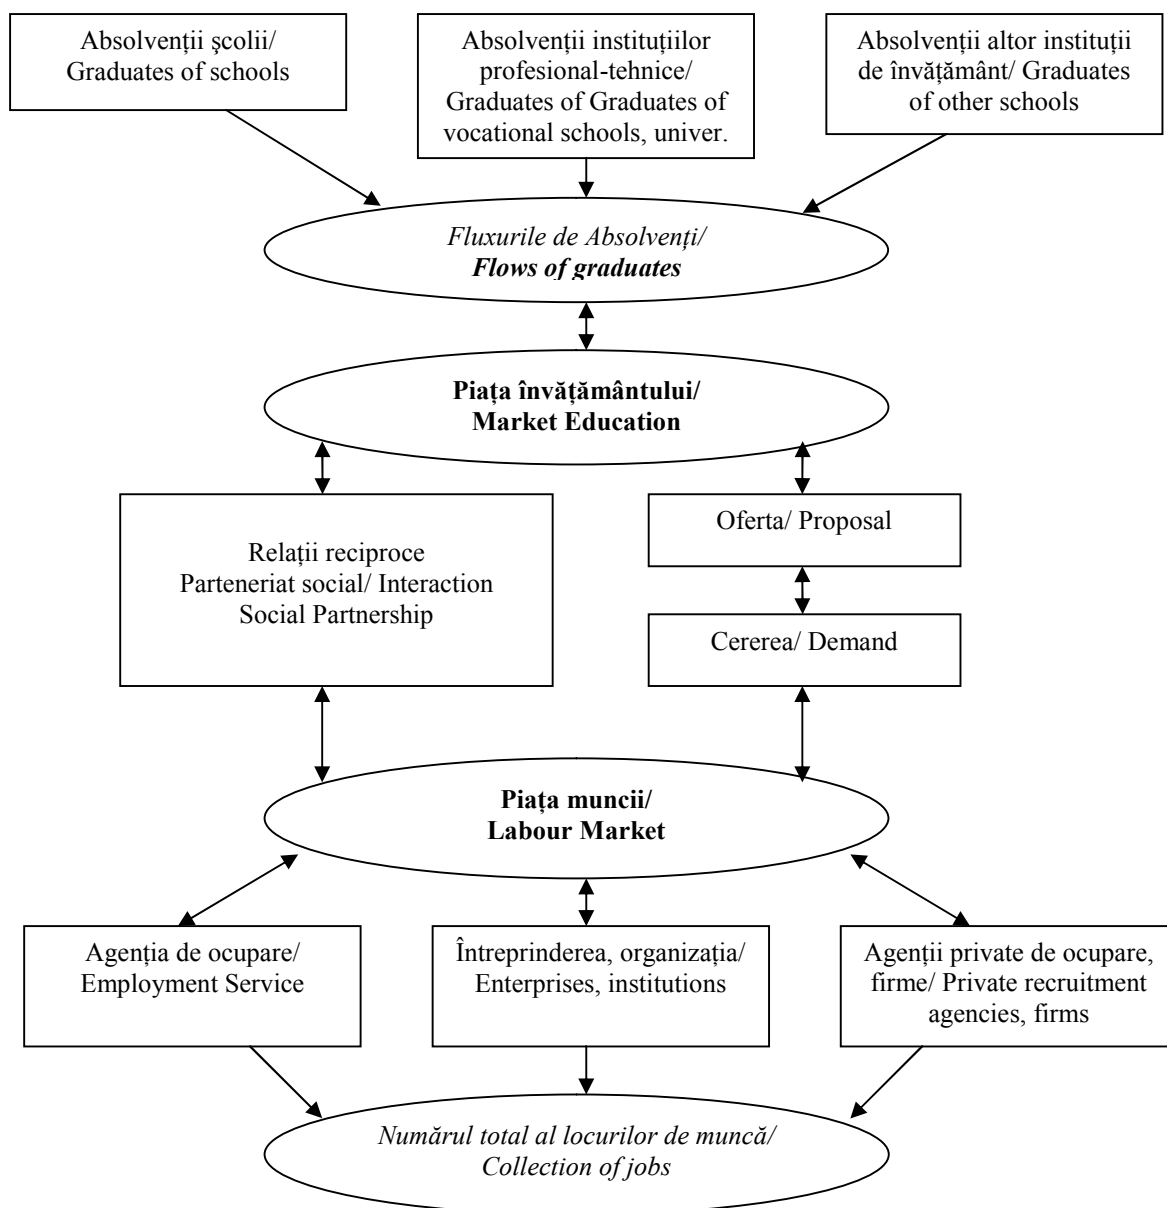 Absolvenții şcolii/
Graduates of schools
Absolvenții instituțiilor
profesional-tehnice/
Graduates of Graduates of
vocational schools, univer.
Absolvenții altor instituții
de învățământ/ Graduates
of other schools
Fluxurile de Absolvenți/
Flows of graduates
Piața învățământului/
Market Education
Relații reciproce
Parteneriat social/ Interaction
Social Partnership
Oferta/ Proposal
Cererea/ Demand
Piața muncii/
Labour Market
Agenția de ocupare/
Employment Service
Întreprinderea, organizația/
Enterprises, institutions
Agenții private de ocupare,
firme/ Private recruitment
agencies, firms
Numărul total al locurilor de muncă/
Collection of jobs